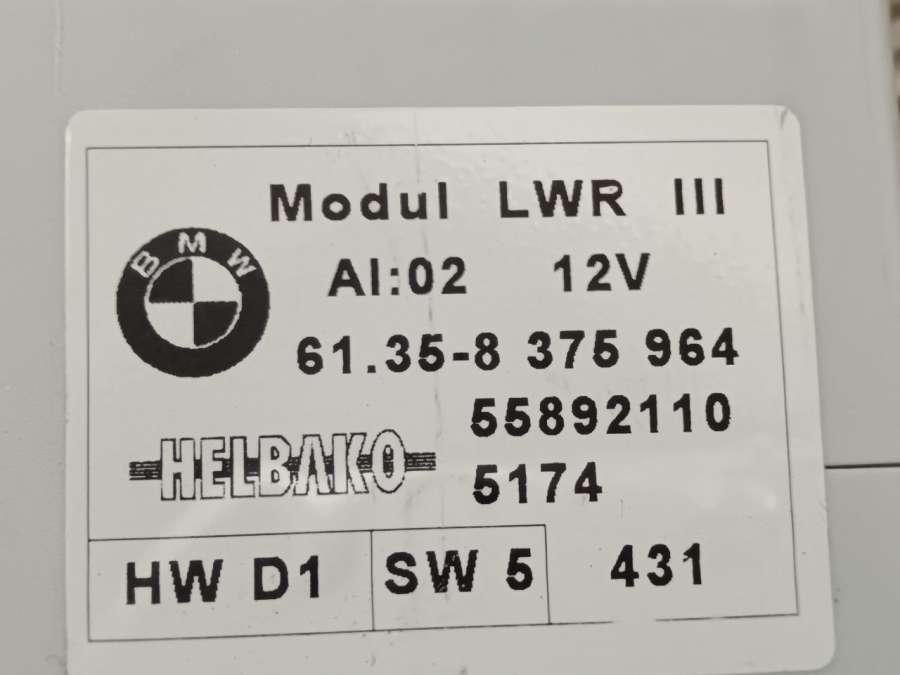 Modul LWR III
BMW
AI:02 12V
61.35-8 375 964
55892110
HELBAKO
5174
HW D1 SW 5 431